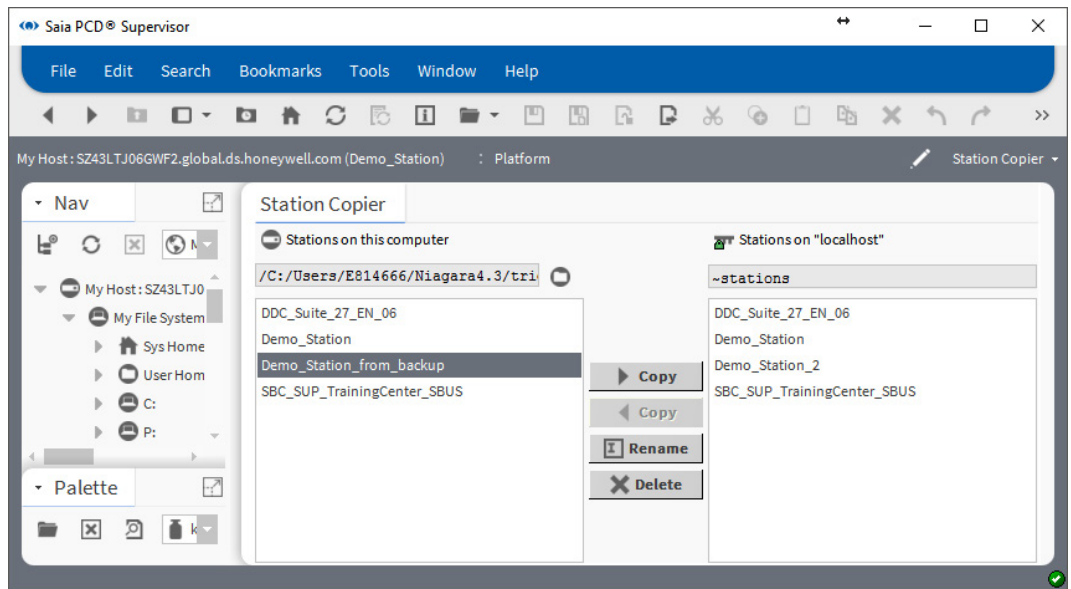 Saia PCD® Supervisor
File Edit Search Bookmarks Tools Window Help
My Host : SZ43LTJ06GWF2.global.ds.honeywell.com (Demo_Station) : Platform
Station Copier
Nav
My Host : SZ43LTJ0
My File System
Sys Home
User Hom
C:
P:
Palette
k
Station Copier
Stations on this computer
/C:/Users/E814666/Niagara4.3/tri
DDC_Suite_27_EN_06
Demo_Station
Demo_Station_from_backup
SBC_SUP_TrainingCenter_SBUS
Copy
Copy
Rename
Delete
Stations on "localhost"
~stations
DDC_Suite_27_EN_06
Demo_Station
Demo_Station_2
SBC_SUP_TrainingCenter_SBUS